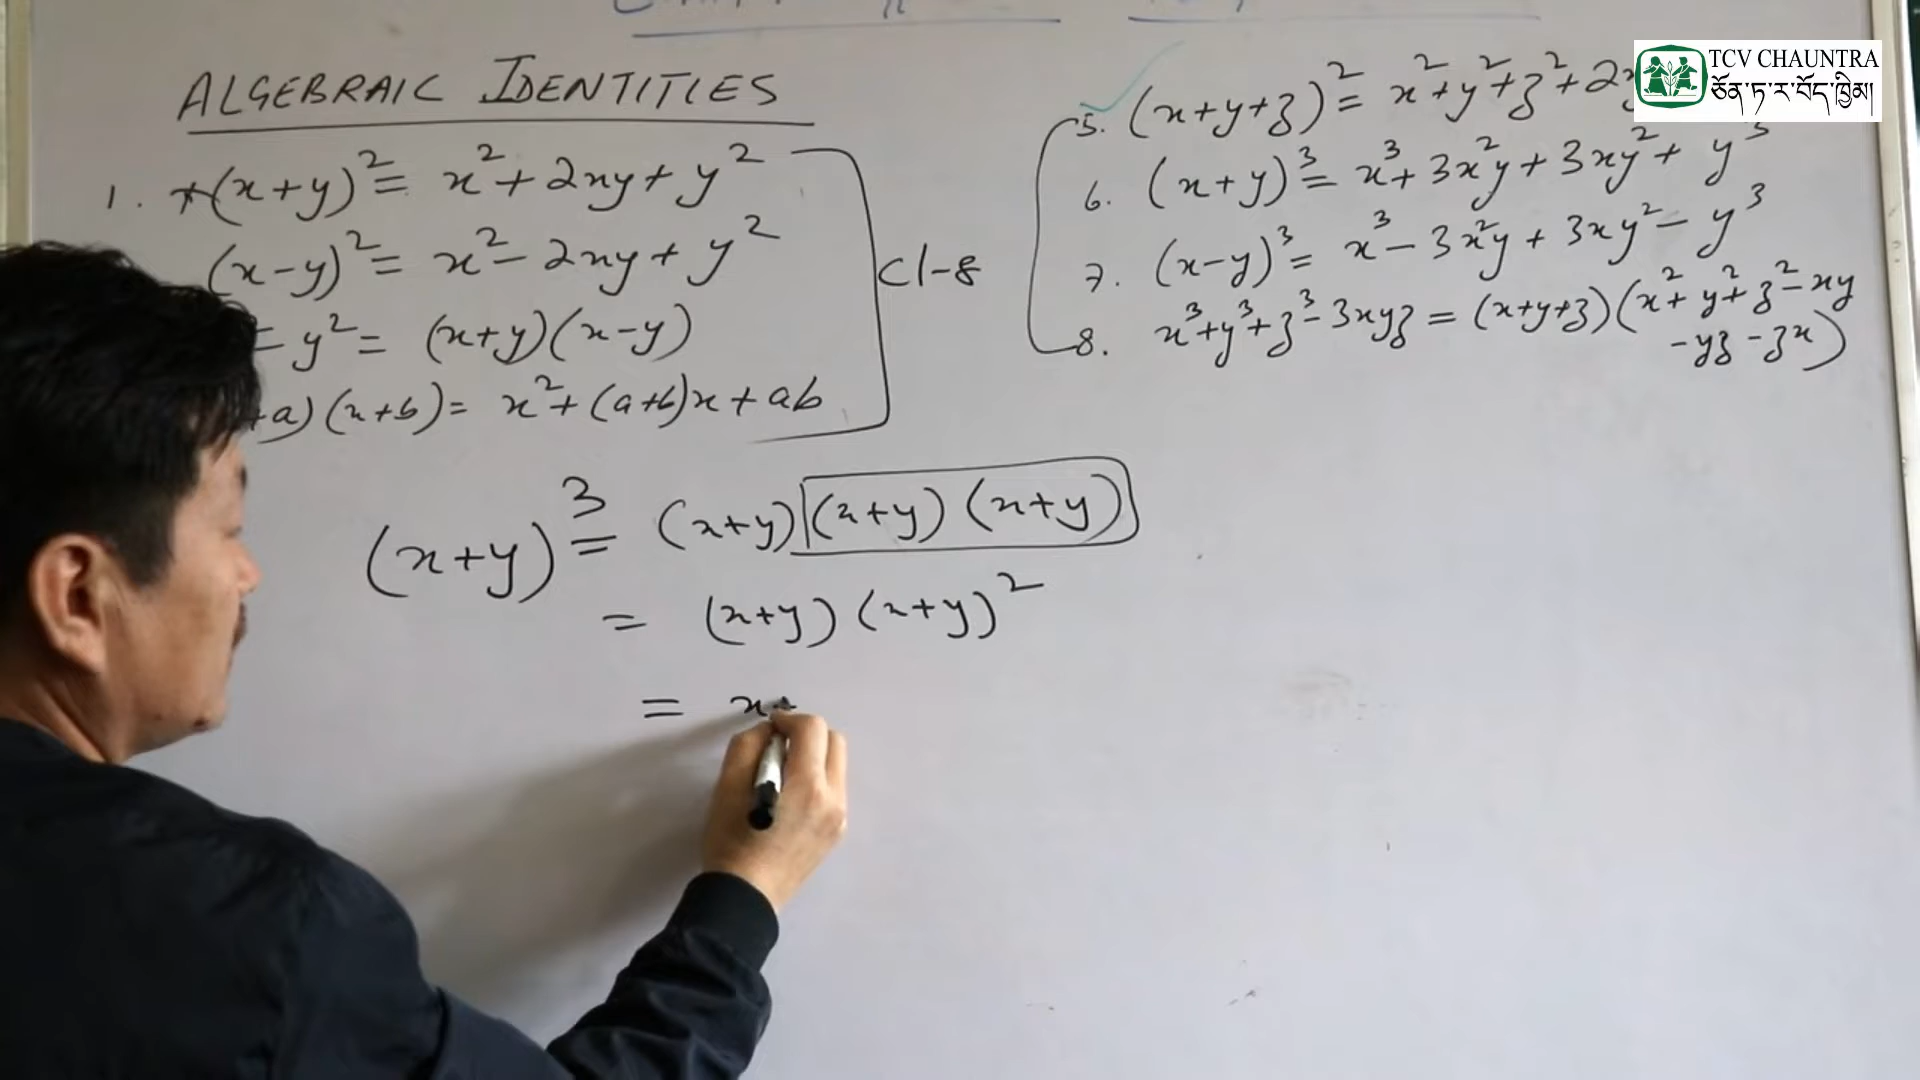 ALGEBRAIC IDENTITIES
1. *(x+y)² = x² + 2xy + y²
(x-y)² = x² - 2xy + y²
- y² = (x+y)(x-y)
+a)(x+b) = x² + (a+b)x + ab
Cl-8
5. (x+y+z)² = x² + y² + z² + 2
6. (x+y)³ = x³ + 3x²y + 3xy² + y³
7. (x-y)³ = x³ - 3x²y + 3xy² - y³
8. x³ + y³ + z³ - 3xyz = (x+y+z)(x² + y² + z² - xy
- yz - zx)
(x+y)³ = (x+y)(x+y)(x+y)
= (x+y)(x+y)²
= x
TCV CHAUNTRA
ཅོན་ཏ་ར་བོད་ཁྱིམ།